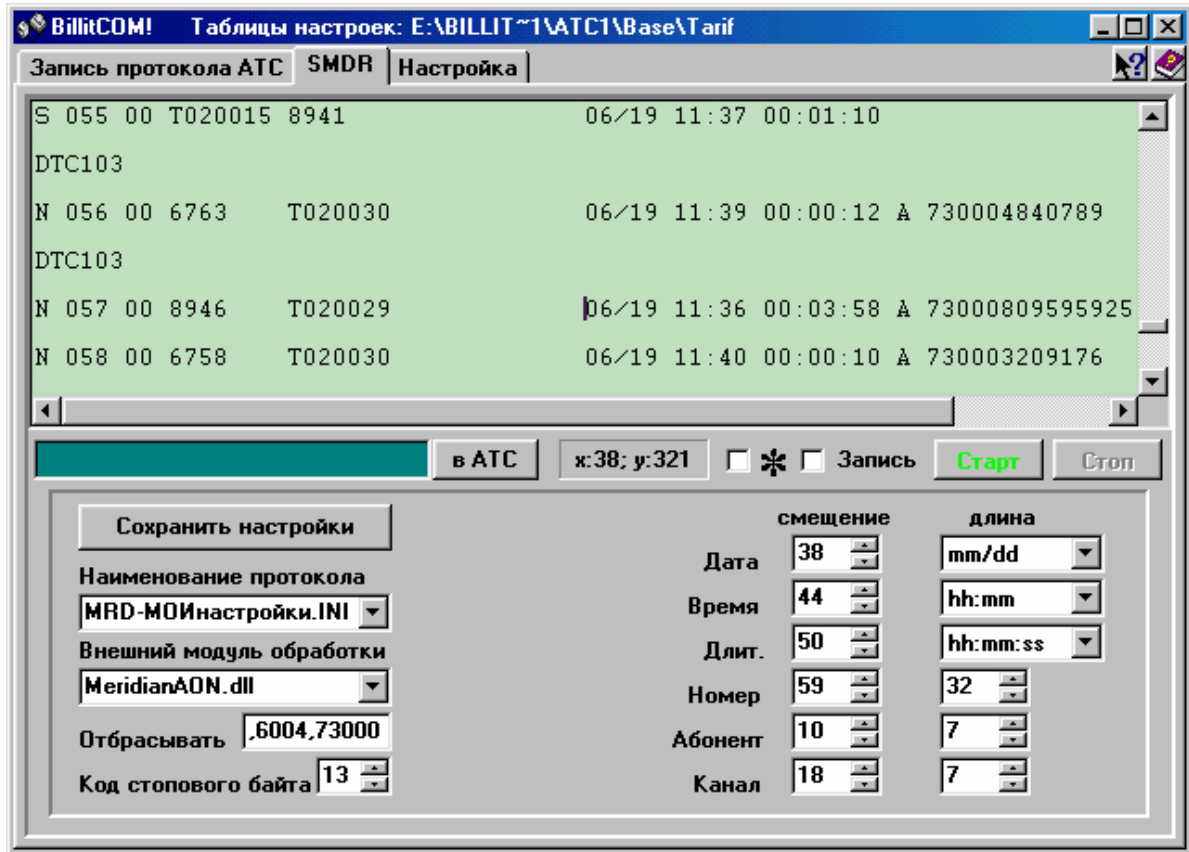 BillitCOM! Таблицы настроек: E:\BILLIT~1\ATC1\Base\Tarif
Запись протокола АТС SMDR Настройка
S 055 00 T020015 8941 06/19 11:37 00:01:10
DTC103
N 056 00 6763 T020030 06/19 11:39 00:00:12 A 730004840789
DTC103
N 057 00 8946 T020029 06/19 11:36 00:03:58 A 73000809595925
N 058 00 6758 T020030 06/19 11:40 00:00:10 A 730003209176
в АТС x:38; y:321 * Запись Старт Стоп
Сохранить настройки смещение длина
Дата 38 mm/dd
Наименование протокола
Время 44 hh:mm
MRD-МОИнастройки.INI
Внешний модуль обработки Длит. 50 hh:mm:ss
MeridianAON.dll Номер 59 32
Отбрасывать ,6004,73000 Абонент 10 7
Код стопового байта 13 Канал 18 7